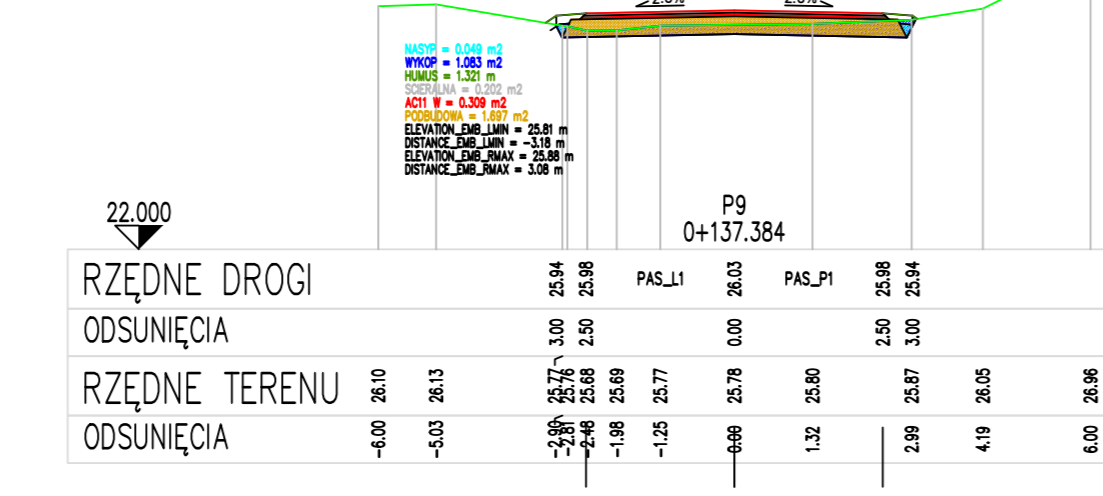 2.0% 2.0%
NASYP = 0.049 m2
WYKOP = 1.083 m2
HUMUS = 1.321 m
SCIERALNA = 0.202 m2
AC11 W = 0.309 m2
PODBUDOWA = 1.697 m2
ELEVATION_EMB_LMIN = 25.81 m
DISTANCE_EMB_LMIN = -3.18 m
ELEVATION_EMB_RMAX = 25.88 m
DISTANCE_EMB_RMAX = 3.08 m
22.000
P9
0+137.384
RZĘDNE DROGI 25.94 25.98 PAS_L1 26.03 PAS_P1 25.98 25.94
ODSUNIĘCIA 3.00 2.50 0.00 2.50 3.00
RZĘDNE TERENU 26.10 26.13 25.77 25.76 25.68 25.69 25.77 25.78 25.80 25.87 26.05 26.96
ODSUNIĘCIA -6.00 -5.03 -2.90 -2.81 -2.48 -1.98 -1.25 0.00 1.32 2.99 4.19 6.00